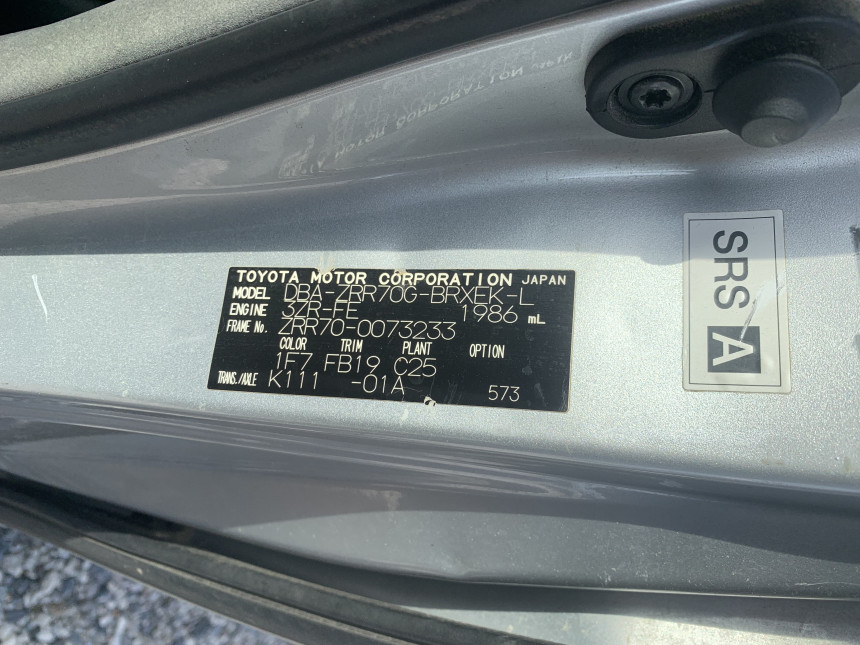 TOYOTA MOTOR CORPORATION JAPAN
MODEL DBA-ZRR70G-BRXEK-L
ENGINE 3ZR-FE 1986 mL
FRAME No. ZRR70-0073233
COLOR TRIM PLANT OPTION
1F7 FB19 C25
TRANS./AXLE K111 -01A 573
SRS A